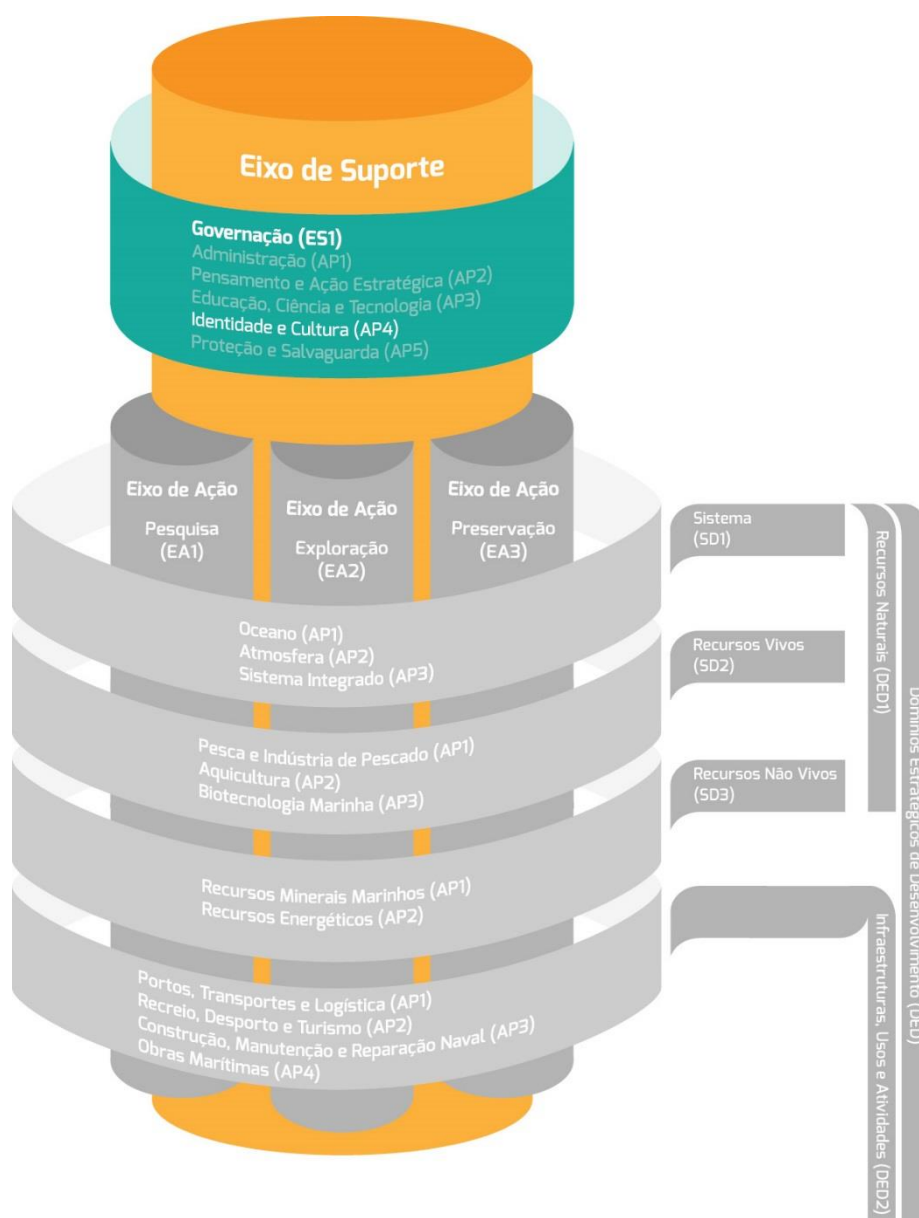 Eixo de Suporte
Governação (ES1)
Administração (AP1)
Pensamento e Ação Estratégica (AP2)
Educação, Ciência e Tecnologia (AP3)
Identidade e Cultura (AP4)
Proteção e Salvaguarda (AP5)
Eixo de Ação
Pesquisa
(EA1)
Eixo de Ação
Exploração
(EA2)
Eixo de Ação
Preservação
(EA3)
Oceano (AP1)
Atmosfera (AP2)
Sistema Integrado (AP3)
Sistema
(SD1)
Pesca e Indústria de Pescado (AP1)
Aquicultura (AP2)
Biotecnologia Marinha (AP3)
Recursos Vivos
(SD2)
Recursos Minerais Marinhos (AP1)
Recursos Energéticos (AP2)
Recursos Não Vivos
(SD3)
Portos, Transportes e Logística (AP1)
Recreio, Desporto e Turismo (AP2)
Construção, Manutenção e Reparação Naval (AP3)
Obras Marítimas (AP4)
Recursos Naturais (DED1)
Infraestruturas, Usos e Atividades (DED2)
Domínios Estratégicos de Desenvolvimento (DED)